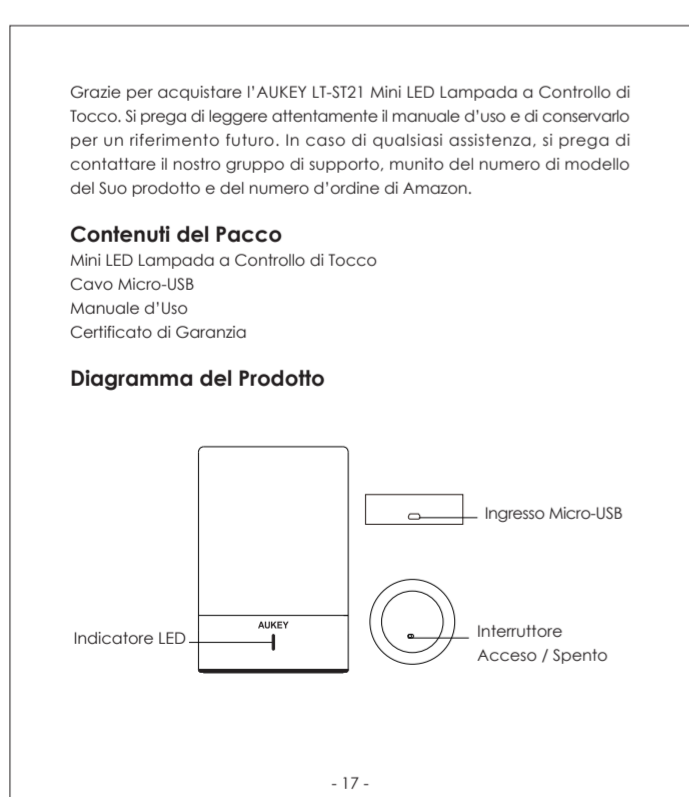 Grazie per acquistare l'AUKEY LT-ST21 Mini LED Lampada a Controllo di
Tocco. Si prega di leggere attentamente il manuale d'uso e di conservarlo
per un riferimento futuro. In caso di qualsiasi assistenza, si prega di
contattare il nostro gruppo di supporto, munito del numero di modello
del Suo prodotto e del numero d'ordine di Amazon.
Contenuti del Pacco
Mini LED Lampada a Controllo di Tocco
Cavo Micro-USB
Manuale d'Uso
Certificato di Garanzia
Diagramma del Prodotto
Ingresso Micro-USB
AUKEY
Indicatore LED
Interruttore
Acceso / Spento
- 17 -